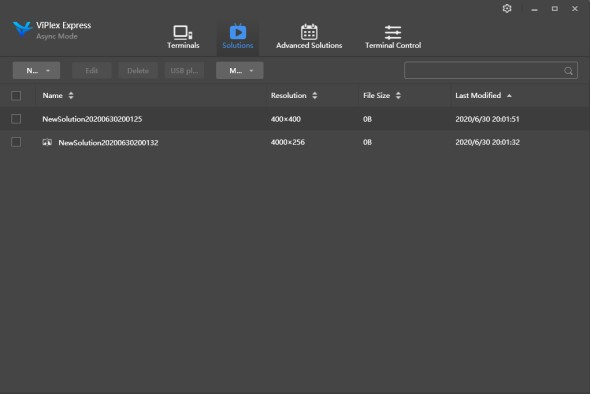 ViPlex Express
Async Mode
Terminals
Solutions
Advanced Solutions
Terminal Control
N...
Edit
Delete
USB pl...
M...
Name
Resolution
File Size
Last Modified
NewSolution20200630200125 400×400 0B 2020/6/30 20:01:51
NewSolution20200630200132 4000×256 0B 2020/6/30 20:01:32